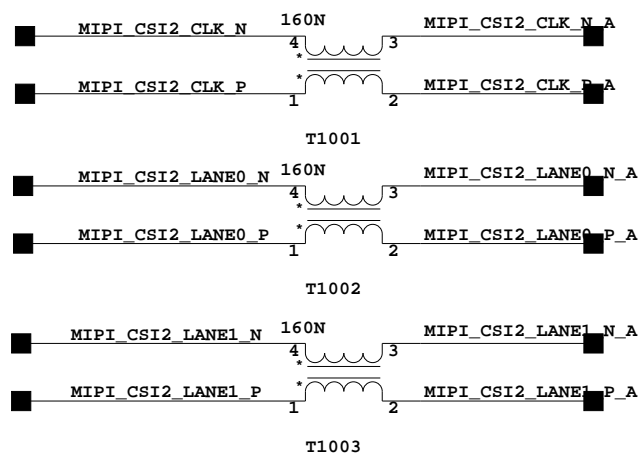 160N
MIPI_CSI2_CLK_N 4 3 MIPI_CSI2_CLK_N_A
*
*
MIPI_CSI2_CLK_P 1 2 MIPI_CSI2_CLK_P_A
T1001
160N
MIPI_CSI2_LANE0_N 4 3 MIPI_CSI2_LANE0_N_A
*
*
MIPI_CSI2_LANE0_P 1 2 MIPI_CSI2_LANE0_P_A
T1002
160N
MIPI_CSI2_LANE1_N 4 3 MIPI_CSI2_LANE1_N_A
*
*
MIPI_CSI2_LANE1_P 1 2 MIPI_CSI2_LANE1_P_A
T1003